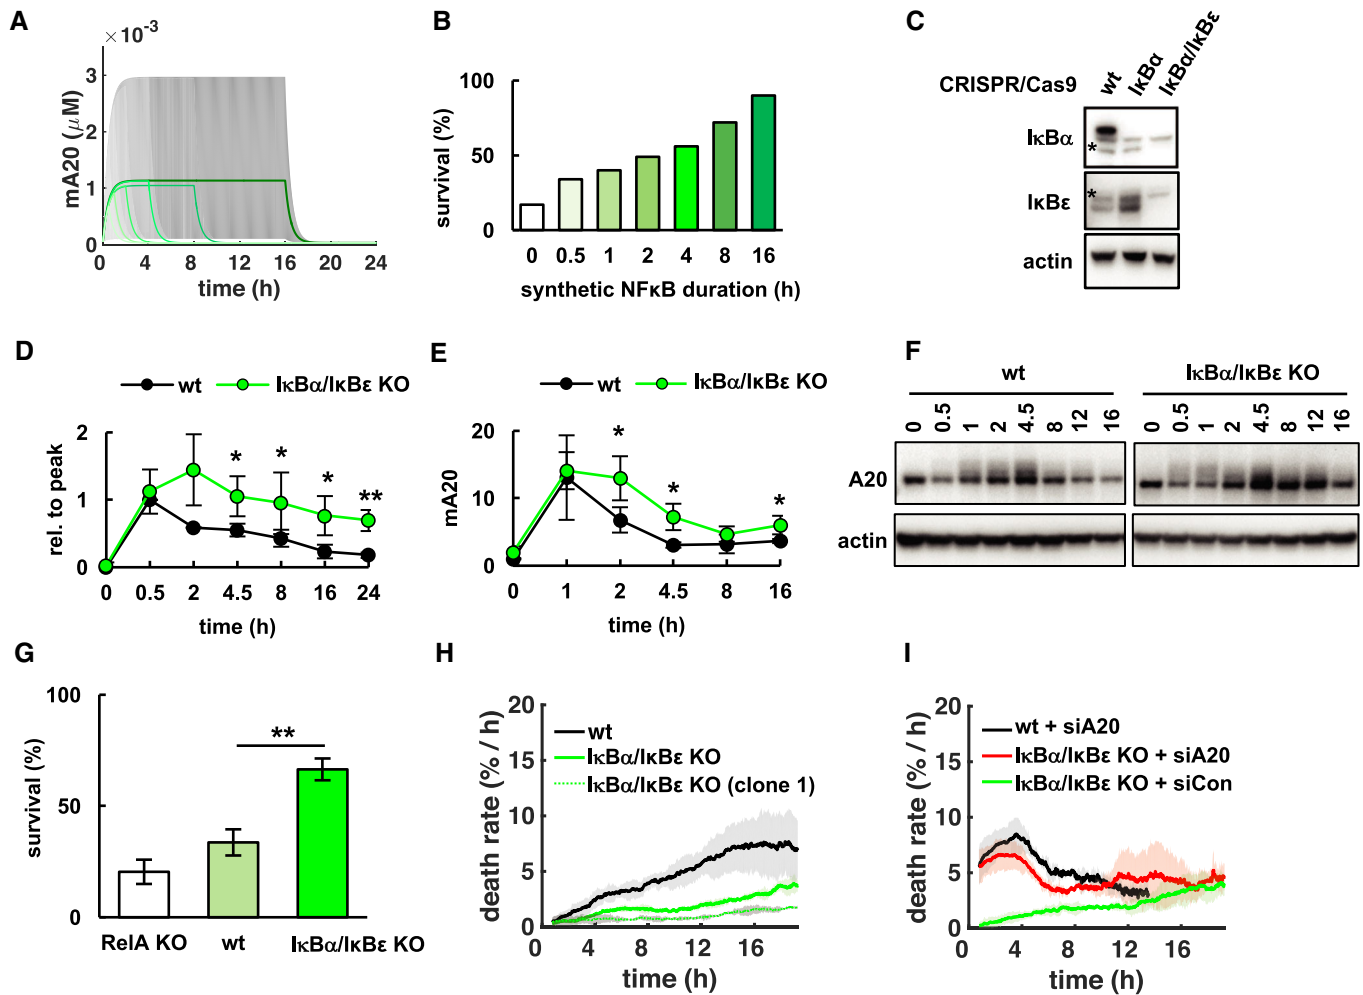 A
× 10⁻³
mA20 (μM)
3
2
1
0
0 4 8 12 16 20 24
time (h)
B
survival (%)
100
50
0
0 0.5 1 2 4 8 16
synthetic NFκB duration (h)
C
CRISPR/Cas9
wt
IκBα
IκBα/IκBε
IκBα
*
IκBε
*
actin
D
wt IκBα/IκBε KO
rel. to peak
2
1
0
* * * **
0 0.5 2 4.5 8 16 24
time (h)
E
wt IκBα/IκBε KO
mA20
20
10
0
* * *
0 1 2 4.5 8 16
time (h)
F
wt IκBα/IκBε KO
0 0.5 1 2 4.5 8 12 16 0 0.5 1 2 4.5 8 12 16
A20
actin
G
survival (%)
100
50
0
**
RelA KO wt IκBα/IκBε KO
H
death rate (% / h)
20
15
10
5
0
wt
IκBα/IκBε KO
IκBα/IκBε KO (clone 1)
0 4 8 12 16
time (h)
I
death rate (% / h)
20
15
10
5
0
wt + siA20
IκBα/IκBε KO + siA20
IκBα/IκBε KO + siCon
0 4 8 12 16
time (h)